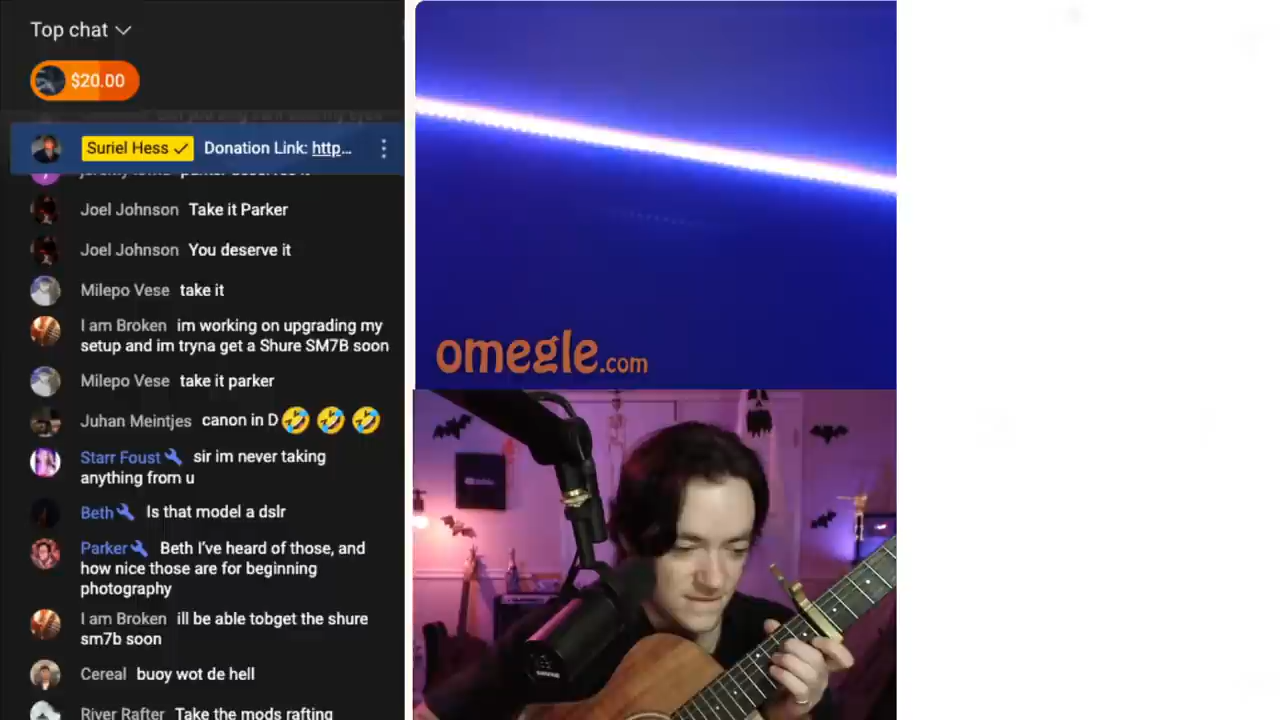 Top chat
$20.00
Suriel Hess Donation Link: http...
Joel Johnson Take it Parker
Joel Johnson You deserve it
Milepo Vese take it
I am Broken im working on upgrading my
setup and im tryna get a Shure SM7B soon
Milepo Vese take it parker
Juhan Meintjes canon in D🤣 🤣 🤣
Starr Foust sir im never taking
anything from u
Beth Is that model a dslr
Parker Beth I've heard of those, and
how nice those are for beginning
photography
I am Broken ill be able tobget the shure
sm7b soon
Cereal buoy wot de hell
River Rafter Take the mods rafting
omegle.com
SHURE